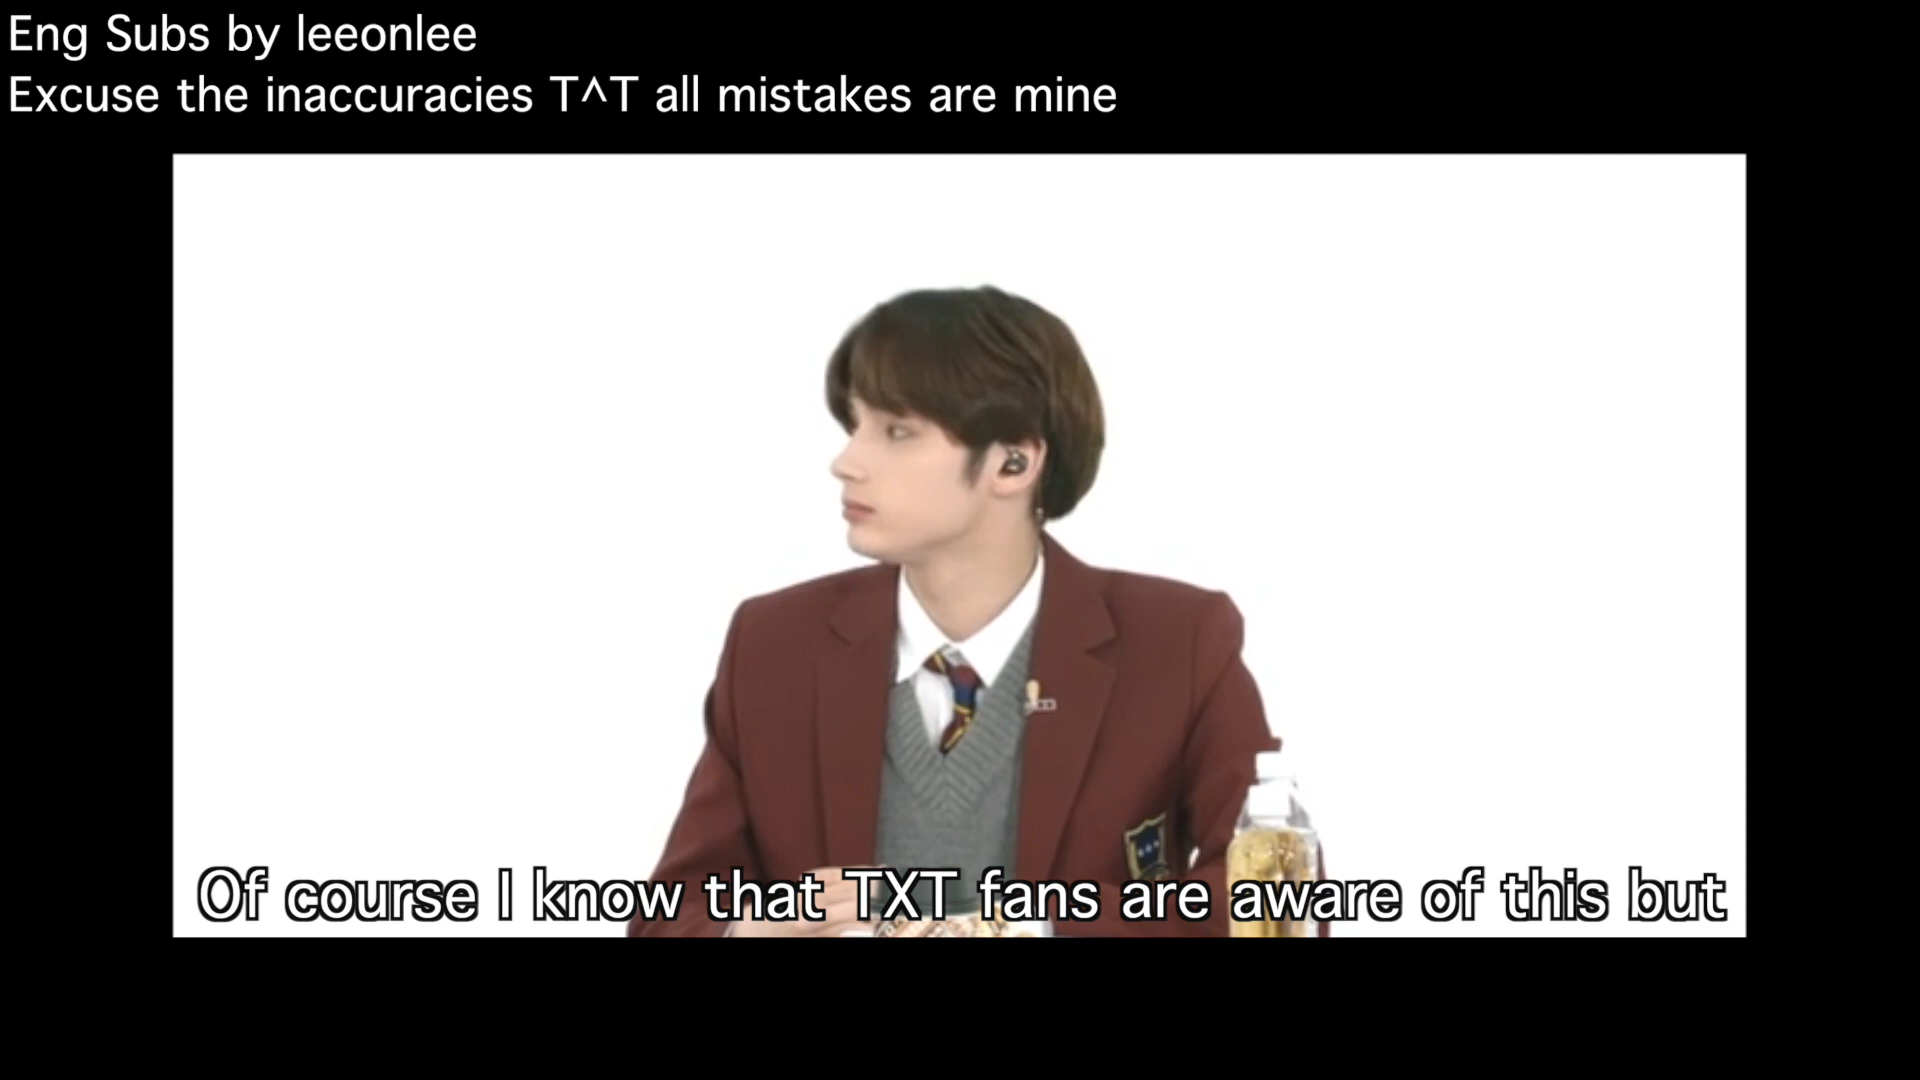 Eng Subs by leeonlee
Excuse the inaccuracies T^T all mistakes are mine
Of course I know that TXT fans are aware of this but